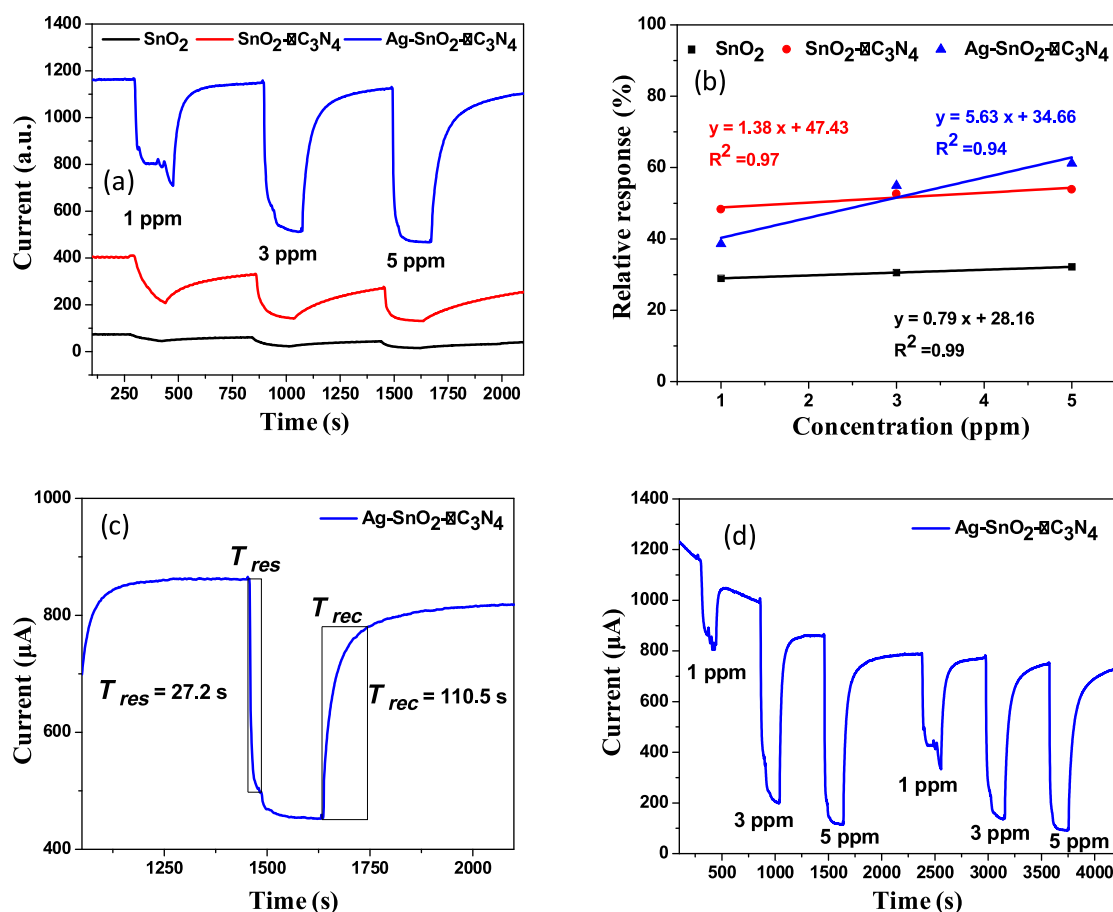 (a)
SnO2 SnO2-⍰C3N4 Ag-SnO2-⍰C3N4
1400
1200
1000
800
600
400
200
0
Current (a.u.)
1 ppm
3 ppm
5 ppm
250 500 750 1000 1250 1500 1750 2000
Time (s)
(b)
SnO2 SnO2-⍰C3N4 Ag-SnO2-⍰C3N4
100
80
60
40
20
0
Relative response (%)
y = 1.38 x + 47.43
R2 =0.97
y = 5.63 x + 34.66
R2 =0.94
y = 0.79 x + 28.16
R2 =0.99
1 2 3 4 5
Concentration (ppm)
(c)
Ag-SnO2-⍰C3N4
1000
800
600
400
Current (µA)
T res
T rec
T res = 27.2 s
T rec = 110.5 s
1250 1500 1750 2000
Time (s)
(d)
Ag-SnO2-⍰C3N4
1400
1200
1000
800
600
400
200
0
Current (µA)
1 ppm
3 ppm
5 ppm
1 ppm
3 ppm
5 ppm
500 1000 1500 2000 2500 3000 3500 4000
Time (s)